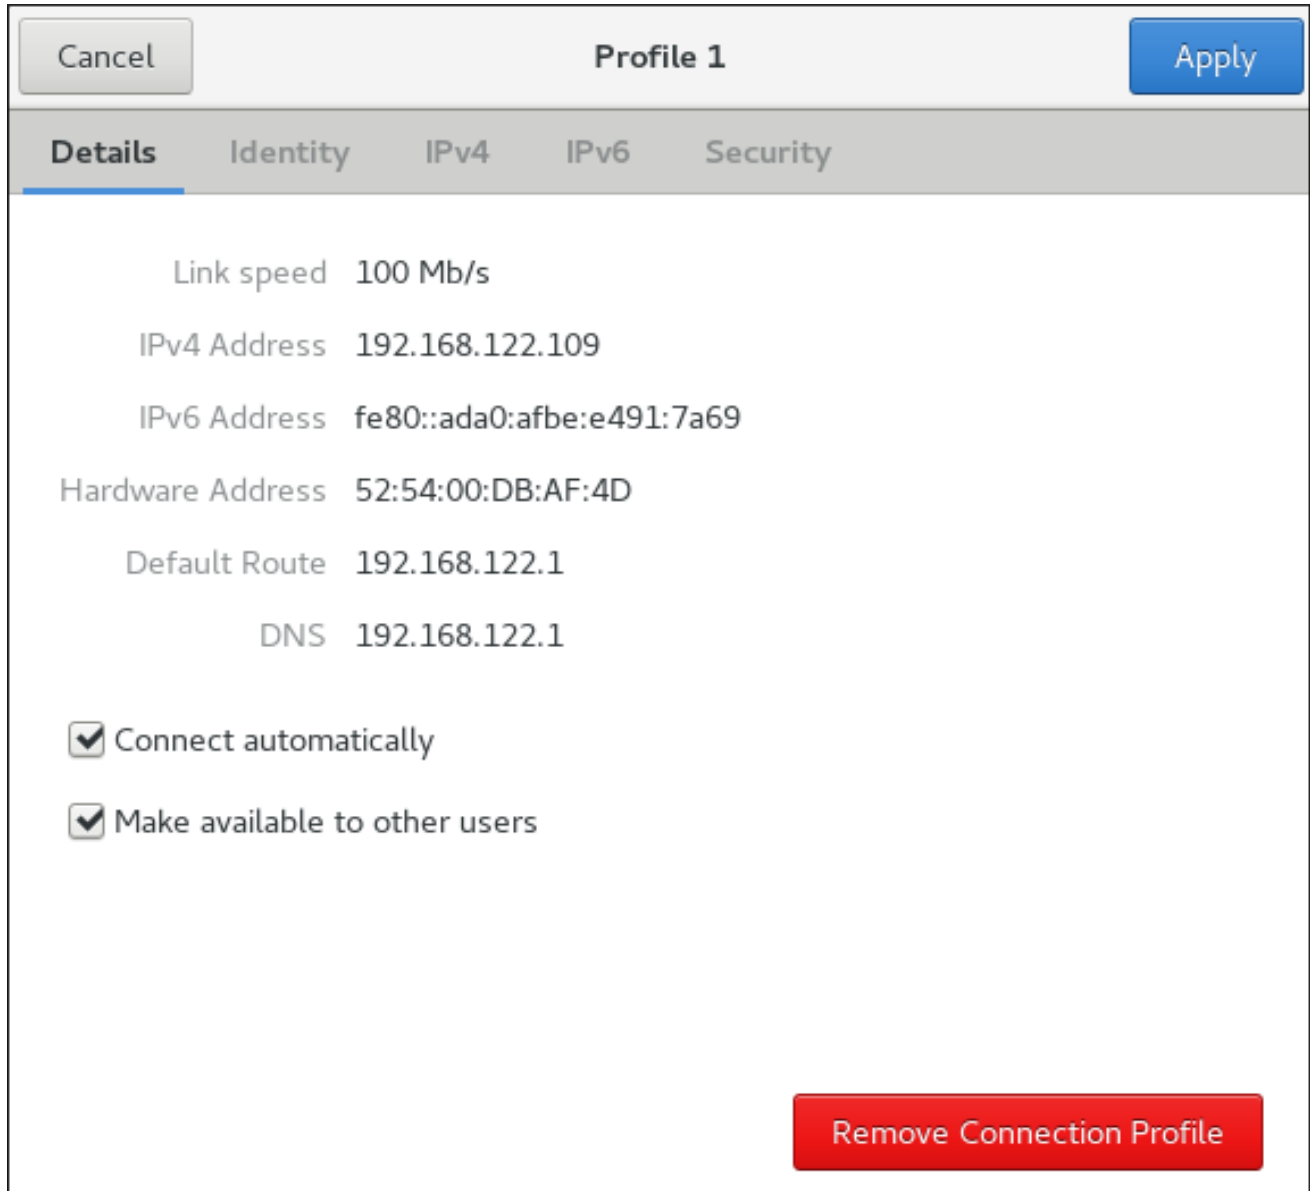 Cancel Profile 1 Apply
Details Identity IPv4 IPv6 Security
Link speed 100 Mb/s
IPv4 Address 192.168.122.109
IPv6 Address fe80::ada0:afbe:e491:7a69
Hardware Address 52:54:00:DB:AF:4D
Default Route 192.168.122.1
DNS 192.168.122.1
Connect automatically
Make available to other users
Remove Connection Profile